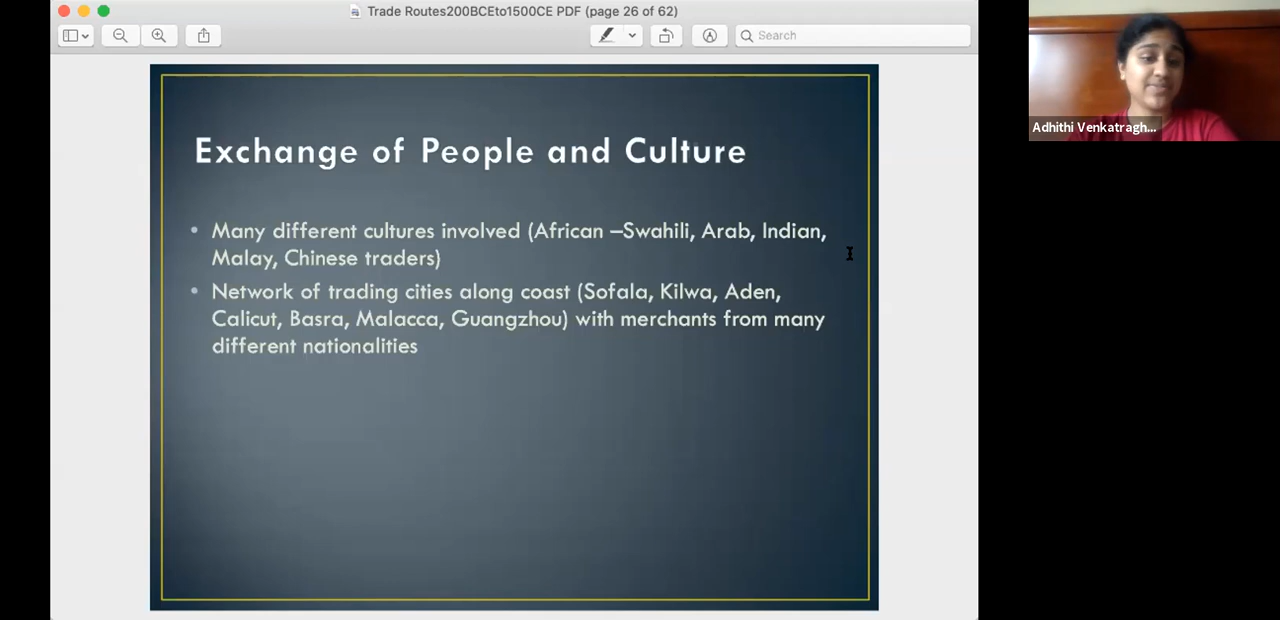 Trade Routes200BCEto1500CE PDF (page 26 of 62)
Search
Exchange of People and Culture
• Many different cultures involved (African –Swahili, Arab, Indian,
Malay, Chinese traders)
• Network of trading cities along coast (Sofala, Kilwa, Aden,
Calicut, Basra, Malacca, Guangzhou) with merchants from many
different nationalities
Adhithi Venkatragh...